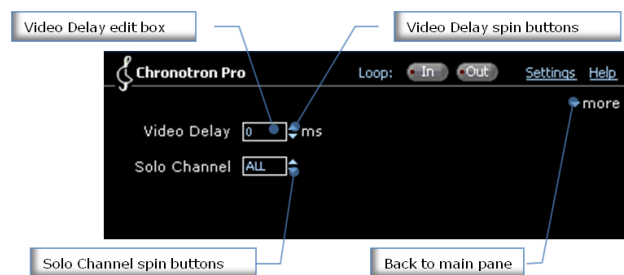 Video Delay edit box
Video Delay spin buttons
Chronotron Pro
Loop: In Out
Settings Help
more
Video Delay 0 ms
Solo Channel ALL
Solo Channel spin buttons
Back to main pane